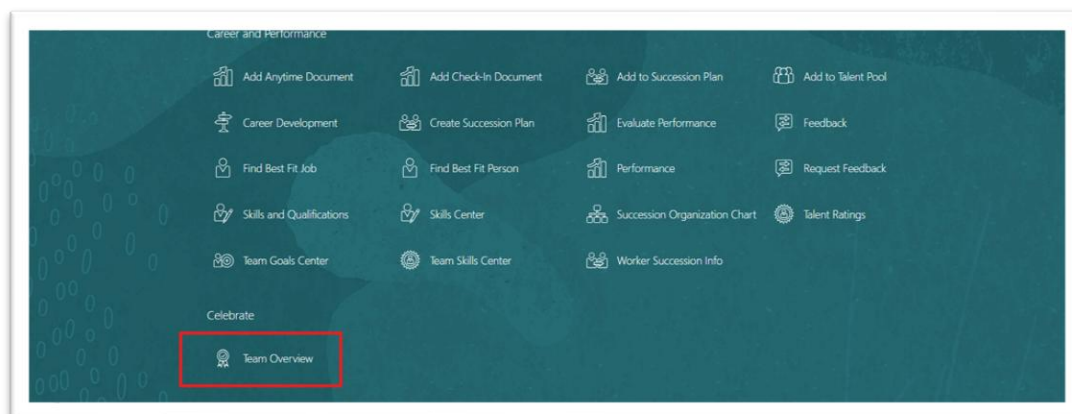 Career and Performance
Add Anytime Document Add Check-In Document Add to Succession Plan Add to Talent Pool
Career Development Create Succession Plan Evaluate Performance Feedback
Find Best Fit Job Find Best Fit Person Performance Request Feedback
Skills and Qualifications Skills Center Succession Organization Chart Talent Ratings
Team Goals Center Team Skills Center Worker Succession Info
Celebrate
Team Overview